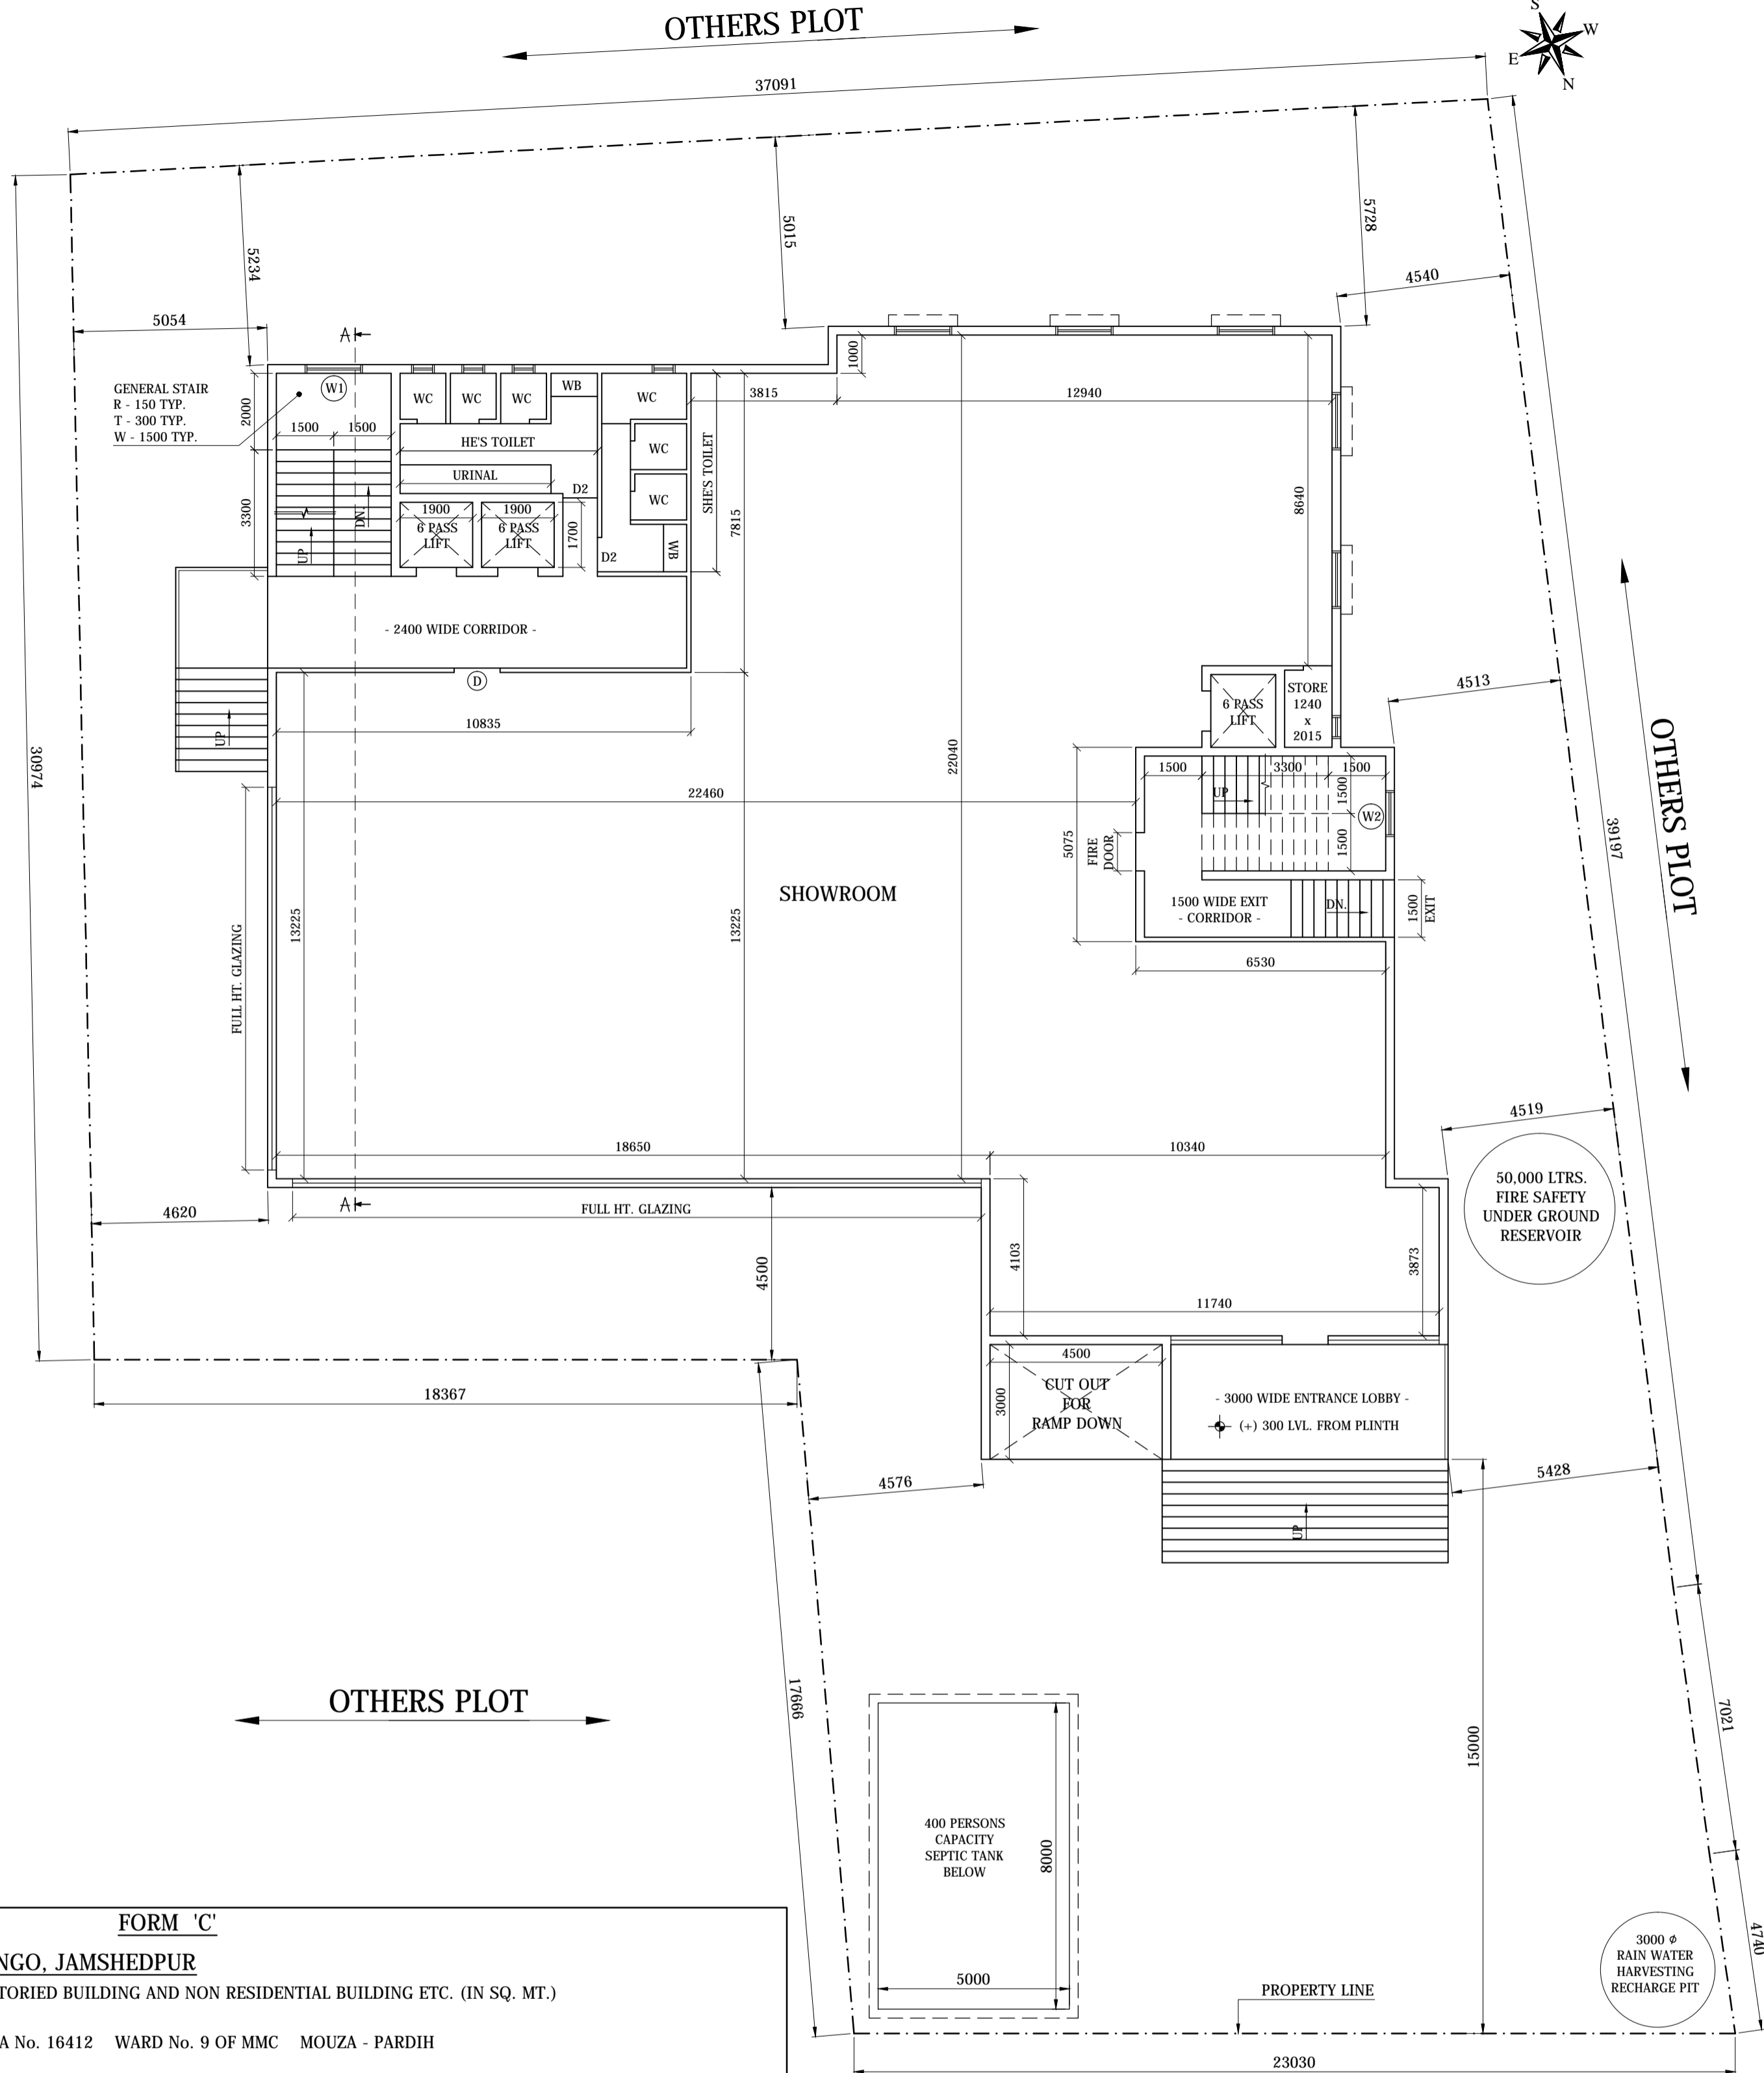 OTHERS PLOT
S
W
E
N
37091
5015
5728
5234
4540
5054
A
GENERAL STAIR
R - 150 TYP.
T - 300 TYP.
W - 1500 TYP.
W1
2000
1500
1500
3300
WC
WC
WC
WB
WC
HE'S TOILET
URINAL
D2
WC
WC
WB
D2
SHE'S TOILET
1900
1900
1700
6 PASS
LIFT
6 PASS
LIFT
UP
DN.
7815
3815
1000
12940
8640
- 2400 WIDE CORRIDOR -
D
UP
10835
30974
22040
22460
13225
13225
FULL HT. GLAZING
SHOWROOM
6 PASS
LIFT
STORE
1240
x
2015
4513
1500
3300
1500
UP
1500
1500
W2
5075
FIRE
DOOR
1500 WIDE EXIT
- CORRIDOR -
DN.
1500
EXIT
6530
OTHERS PLOT
39197
18650
10340
4519
50,000 LTRS.
FIRE SAFETY
UNDER GROUND
RESERVOIR
A
4620
FULL HT. GLAZING
4500
4103
3873
11740
4500
3000
CUT OUT
FOR
RAMP DOWN
- 3000 WIDE ENTRANCE LOBBY -
(+) 300 LVL. FROM PLINTH
18367
4576
5428
UP
OTHERS PLOT
17666
15000
7021
400 PERSONS
CAPACITY
SEPTIC TANK
BELOW
8000
5000
4740
3000 ⌀
RAIN WATER
HARVESTING
RECHARGE PIT
PROPERTY LINE
23030
FORM 'C'
NGO, JAMSHEDPUR
TORIED BUILDING AND NON RESIDENTIAL BUILDING ETC. (IN SQ. MT.)
A No. 16412 WARD No. 9 OF MMC MOUZA - PARDIH